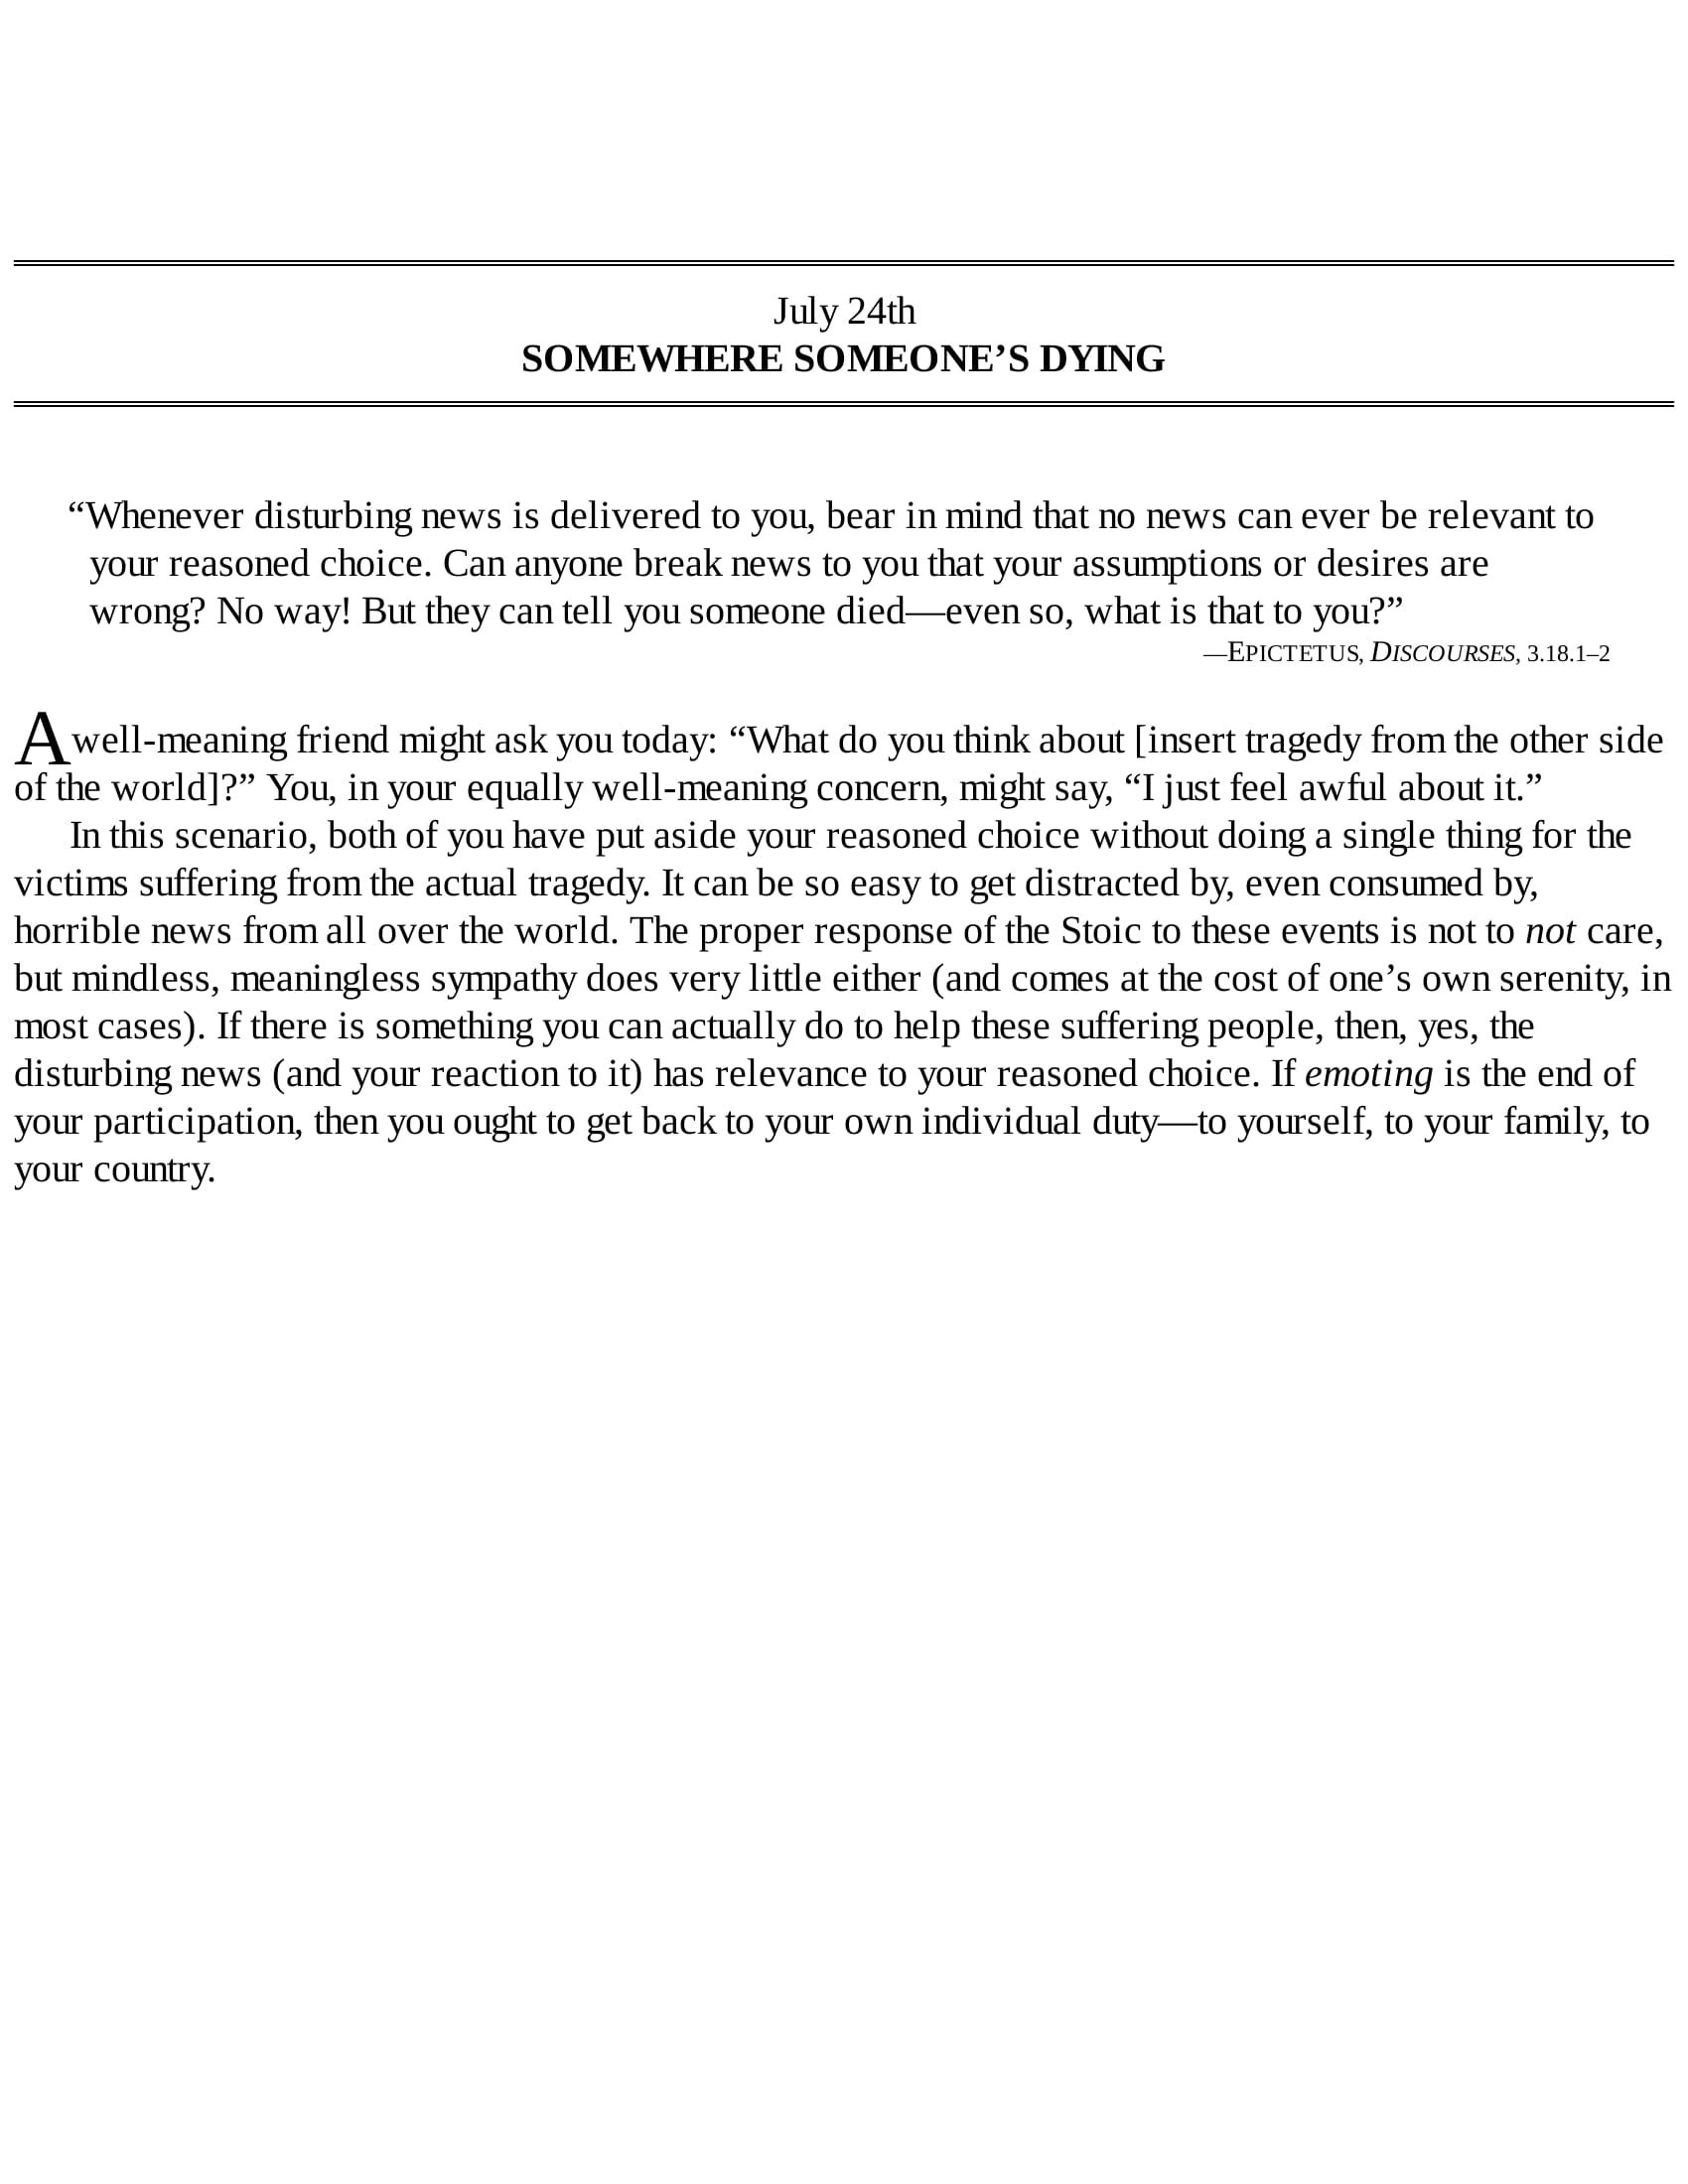 July 24th
SOMEWHERE SOMEONE’S DYING
“Whenever disturbing news is delivered to you, bear in mind that no news can ever be relevant to
your reasoned choice. Can anyone break news to you that your assumptions or desires are
wrong? No way! But they can tell you someone died—even so, what is that to you?”
—EPICTETUS, DISCOURSES, 3.18.1–2
A well-meaning friend might ask you today: “What do you think about [insert tragedy from the other side
of the world]?” You, in your equally well-meaning concern, might say, “I just feel awful about it.”
In this scenario, both of you have put aside your reasoned choice without doing a single thing for the
victims suffering from the actual tragedy. It can be so easy to get distracted by, even consumed by,
horrible news from all over the world. The proper response of the Stoic to these events is not to not care,
but mindless, meaningless sympathy does very little either (and comes at the cost of one’s own serenity, in
most cases). If there is something you can actually do to help these suffering people, then, yes, the
disturbing news (and your reaction to it) has relevance to your reasoned choice. If emoting is the end of
your participation, then you ought to get back to your own individual duty—to yourself, to your family, to
your country.